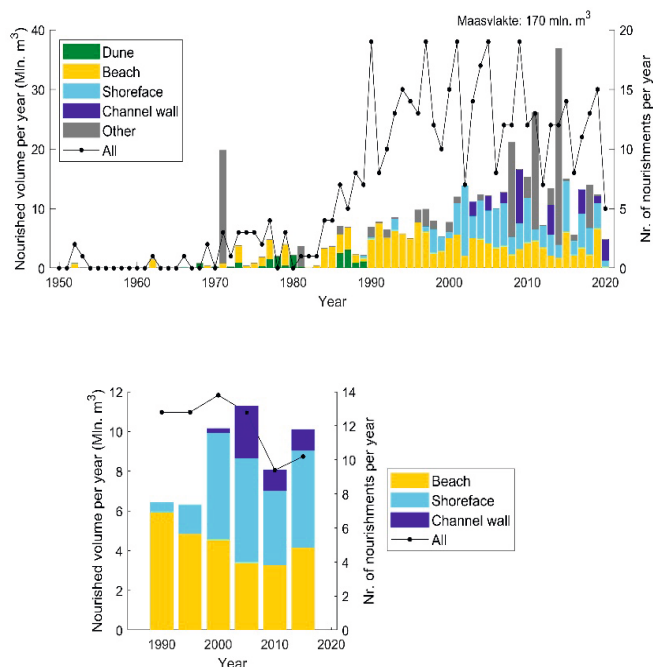 Maasvlakte: 170 mln. m³
Nourished volume per year (Mln. m³)
40
30
20
10
0
Dune
Beach
Shoreface
Channel wall
Other
All
20
15
10
5
0
Nr. of nourishments per year
1950 1960 1970 1980 1990 2000 2010 2020
Year
Nourished volume per year (Mln. m³)
12
10
8
6
4
2
0
14
12
10
8
6
4
2
0
Nr. of nourishments per year
1990 2000 2010 2020
Year
Beach
Shoreface
Channel wall
All